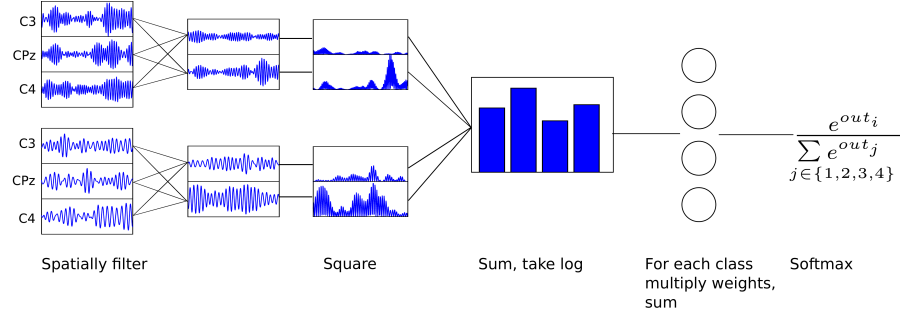 C3
CPz
C4
C3
CPz
C4
e^{out_i}
∑ e^{out_j}
j∈{1,2,3,4}
Spatially filter
Square
Sum, take log
For each class
multiply weights,
sum
Softmax